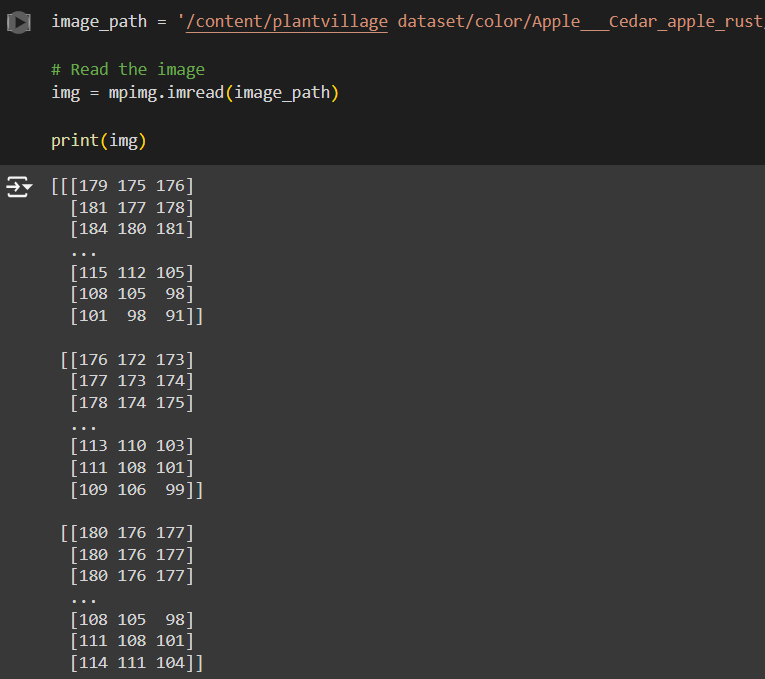 image_path = '/content/plantvillage dataset/color/Apple___Cedar_apple_rust/
# Read the image
img = mpimg.imread(image_path)
print(img)
[[[179 175 176]
  [181 177 178]
  [184 180 181]
  ...
  [115 112 105]
  [108 105  98]
  [101  98  91]]
 [[176 172 173]
  [177 173 174]
  [178 174 175]
  ...
  [113 110 103]
  [111 108 101]
  [109 106  99]]
 [[180 176 177]
  [180 176 177]
  [180 176 177]
  ...
  [108 105  98]
  [111 108 101]
  [114 111 104]]